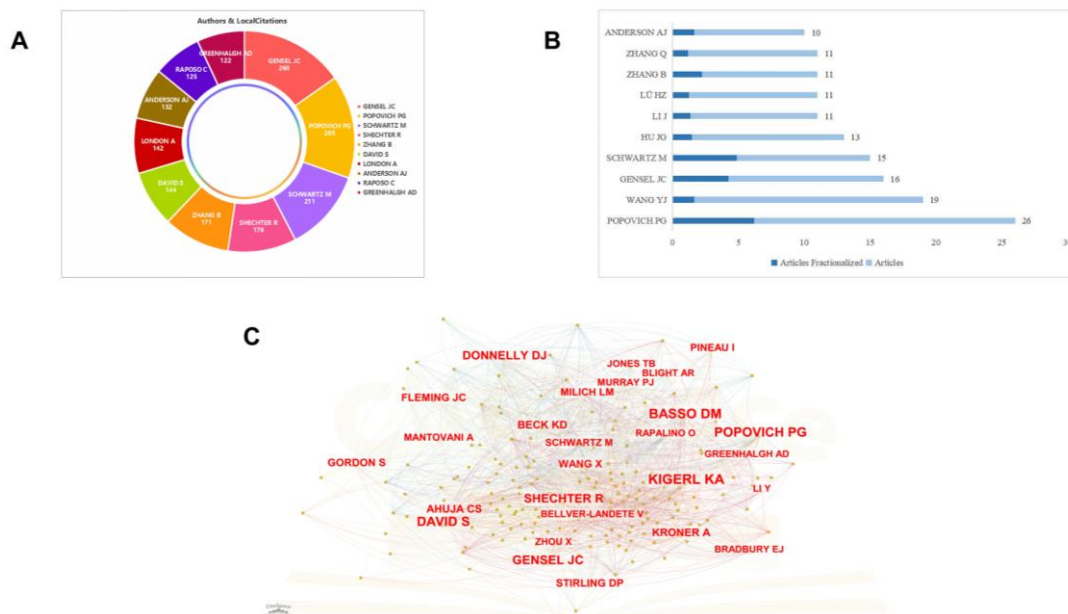 A
Authors & LocalCitations
GENSEL JC
POPOVICH PG
SCHWARTZ M
211
SHECHTER R
179
ZHANG B
171
DAVID S
144
LONDON A
142
ANDERSON AJ
132
RAPOSO C
125
GREENHALGH AD
122
GENSEL JC
POPOVICH PG
SCHWARTZ M
SHECHTER R
ZHANG B
DAVID S
LONDON A
ANDERSON AJ
RAPOSO C
GREENHALGH AD
B
ANDERSON AJ 10
ZHANG Q 11
ZHANG B 11
LÜ HZ 11
LI J 11
HU JG 13
SCHWARTZ M 15
GENSEL JC 16
WANG YJ 19
POPOVICH PG 26
0 5 10 15 20 25
Articles Fractionalized Articles
C
DONNELLY DJ
PINEAU I
JONES TB
BLIGHT AR
MURRAY PJ
MILICH LM
FLEMING JC
BASSO DM
BECK KD
POPOVICH PG
RAPALINO O
MANTOVANI A
SCHWARTZ M
GREENHALGH AD
GORDON S
WANG X
KIGERL KA
LI Y
SHECHTER R
AHUJA CS
BELLVER-LANDETE V
DAVID S
KRONER A
ZHOU X
BRADBURY EJ
GENSEL JC
STIRLING DP